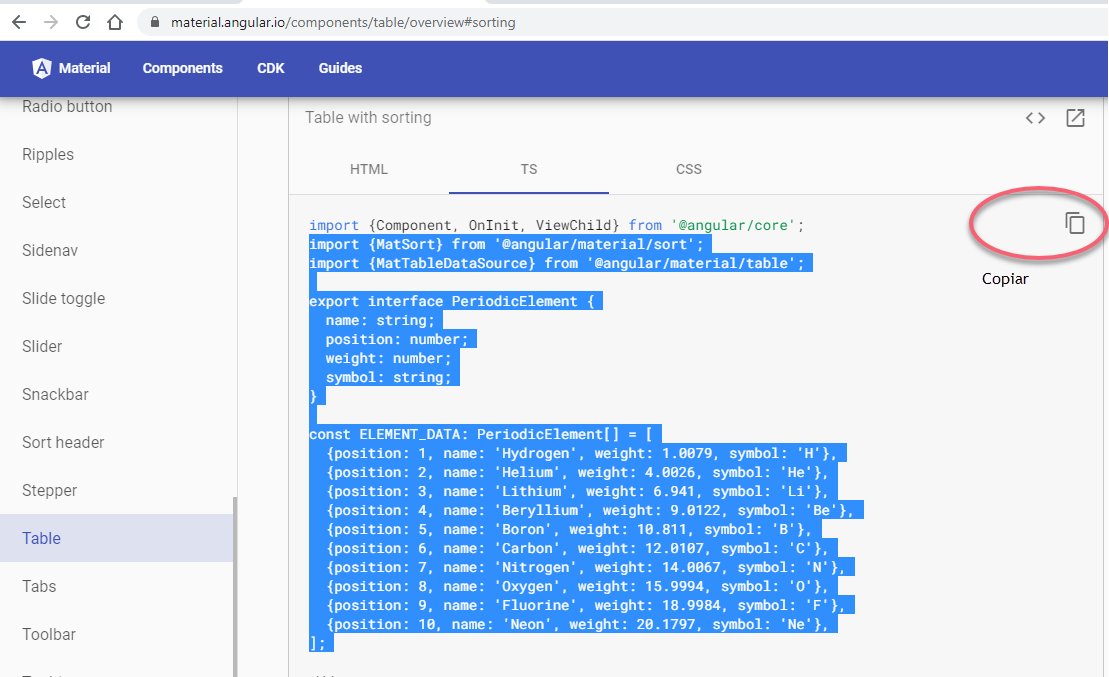 material.angular.io/components/table/overview#sorting
Material Components CDK Guides
Radio button
Ripples
Select
Sidenav
Slide toggle
Slider
Snackbar
Sort header
Stepper
Table
Tabs
Toolbar
Table with sorting
HTML TS CSS
import {Component, OnInit, ViewChild} from '@angular/core';
import {MatSort} from '@angular/material/sort';
import {MatTableDataSource} from '@angular/material/table';
export interface PeriodicElement {
name: string;
position: number;
weight: number;
symbol: string;
}
const ELEMENT_DATA: PeriodicElement[] = [
{position: 1, name: 'Hydrogen', weight: 1.0079, symbol: 'H'},
{position: 2, name: 'Helium', weight: 4.0026, symbol: 'He'},
{position: 3, name: 'Lithium', weight: 6.941, symbol: 'Li'},
{position: 4, name: 'Beryllium', weight: 9.0122, symbol: 'Be'},
{position: 5, name: 'Boron', weight: 10.811, symbol: 'B'},
{position: 6, name: 'Carbon', weight: 12.0107, symbol: 'C'},
{position: 7, name: 'Nitrogen', weight: 14.0067, symbol: 'N'},
{position: 8, name: 'Oxygen', weight: 15.9994, symbol: 'O'},
{position: 9, name: 'Fluorine', weight: 18.9984, symbol: 'F'},
{position: 10, name: 'Neon', weight: 20.1797, symbol: 'Ne'},
];
Copiar